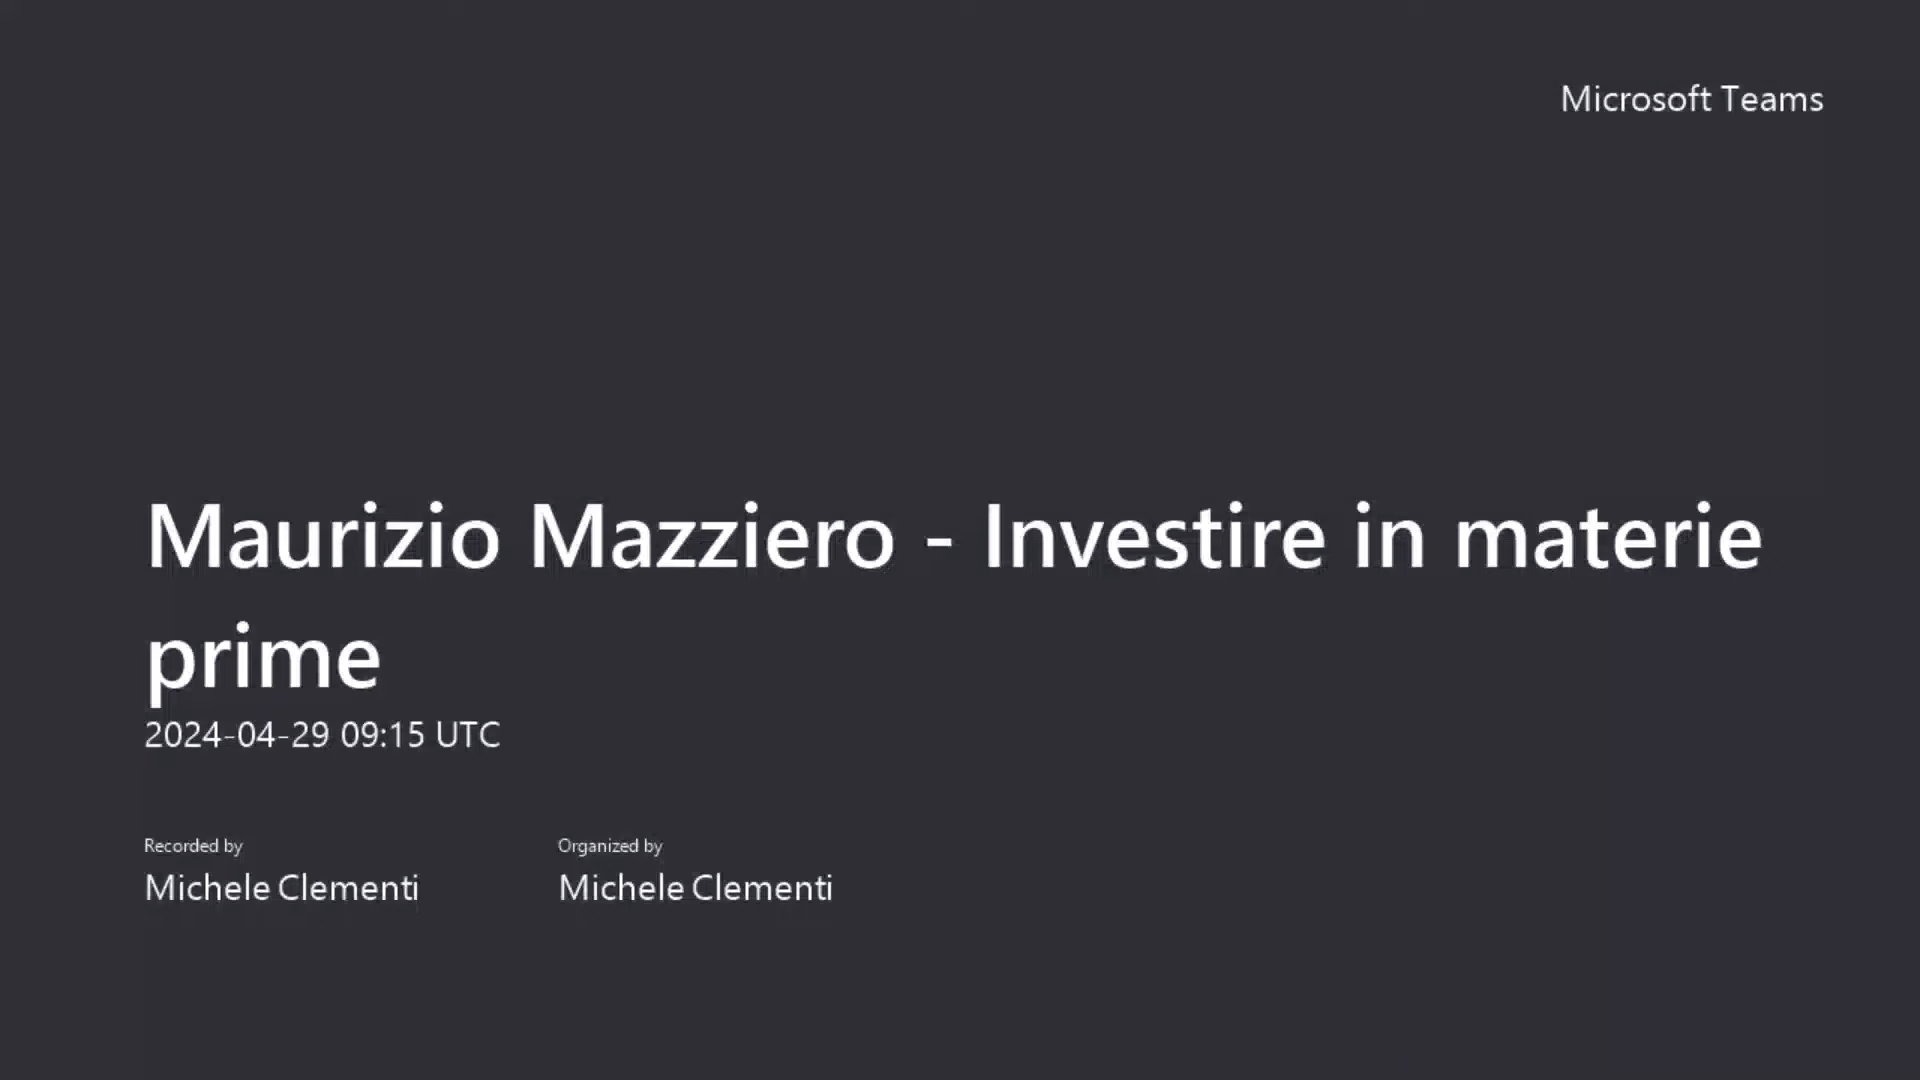 Microsoft Teams
Maurizio Mazziero - Investire in materie
prime
2024-04-29 09:15 UTC
Recorded by
Organized by
Michele Clementi
Michele Clementi